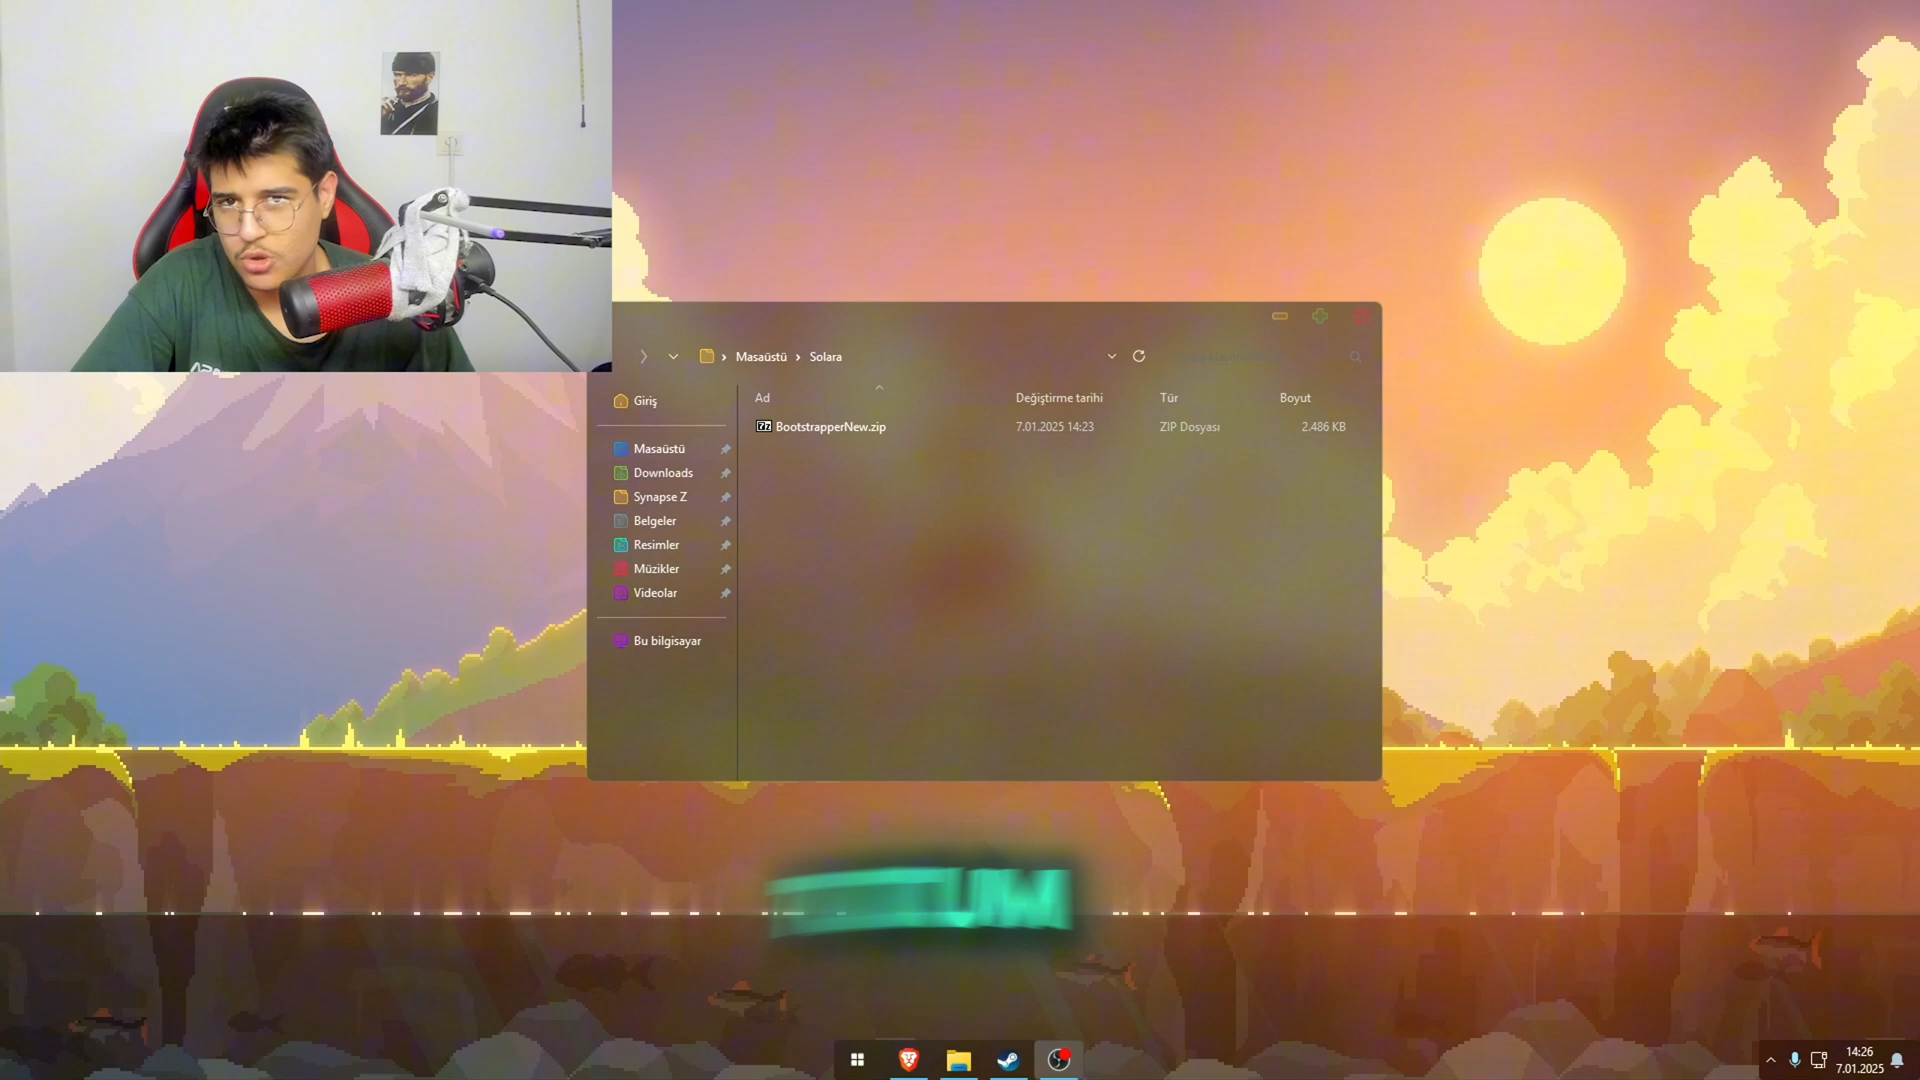 Masaüstü › Solara
Ad Değiştirme tarihi Tür Boyut
BootstrapperNew.zip 7.01.2025 14:23 ZIP Dosyası 2.486 KB
Giriş
Masaüstü
Downloads
Synapse Z
Belgeler
Resimler
Müzikler
Videolar
Bu bilgisayar
14:26
7.01.2025